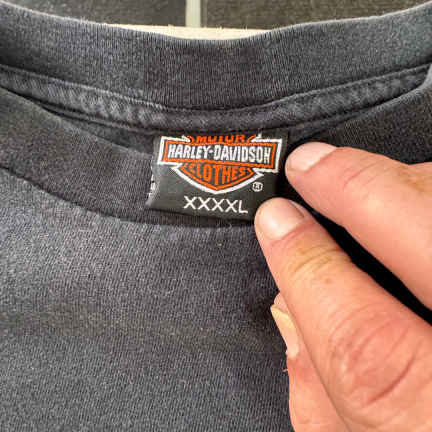 MOTOR
HARLEY-DAVIDSON
CLOTHES
®
XXXXL